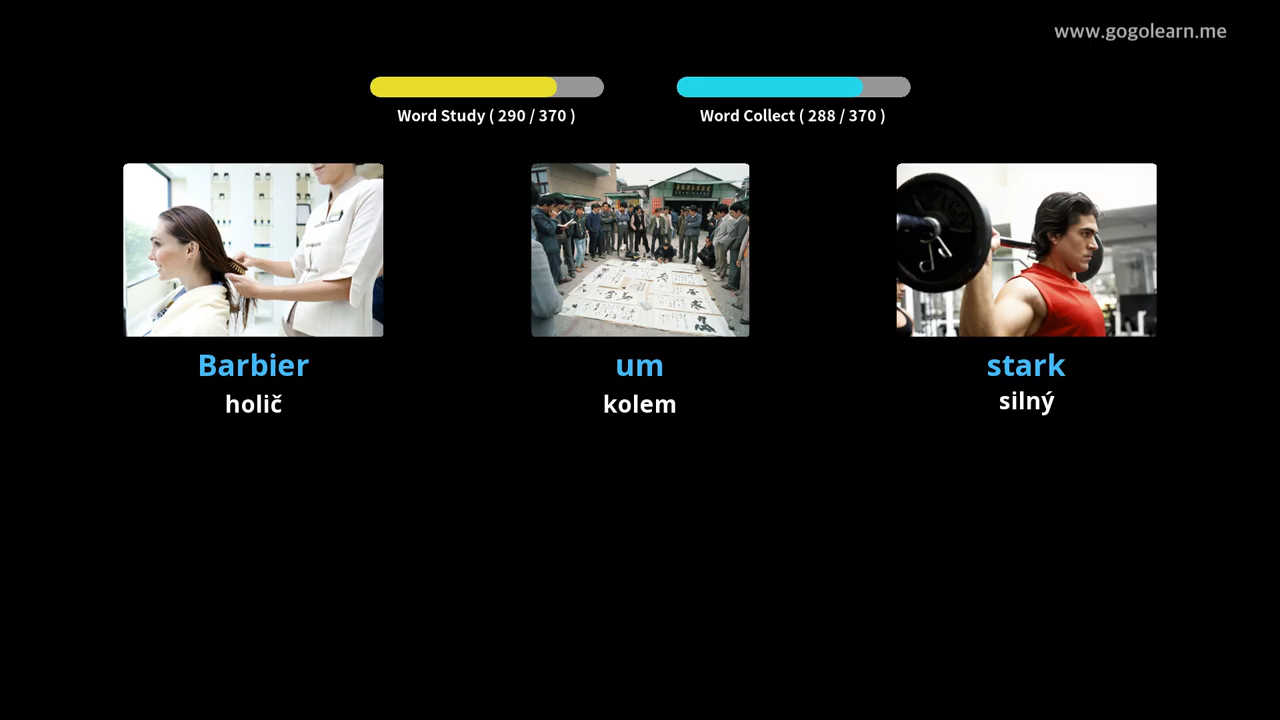 www.gogolearn.me
Word Study ( 290 / 370 )
Word Collect ( 288 / 370 )
Barbier
holič
um
kolem
stark
silný